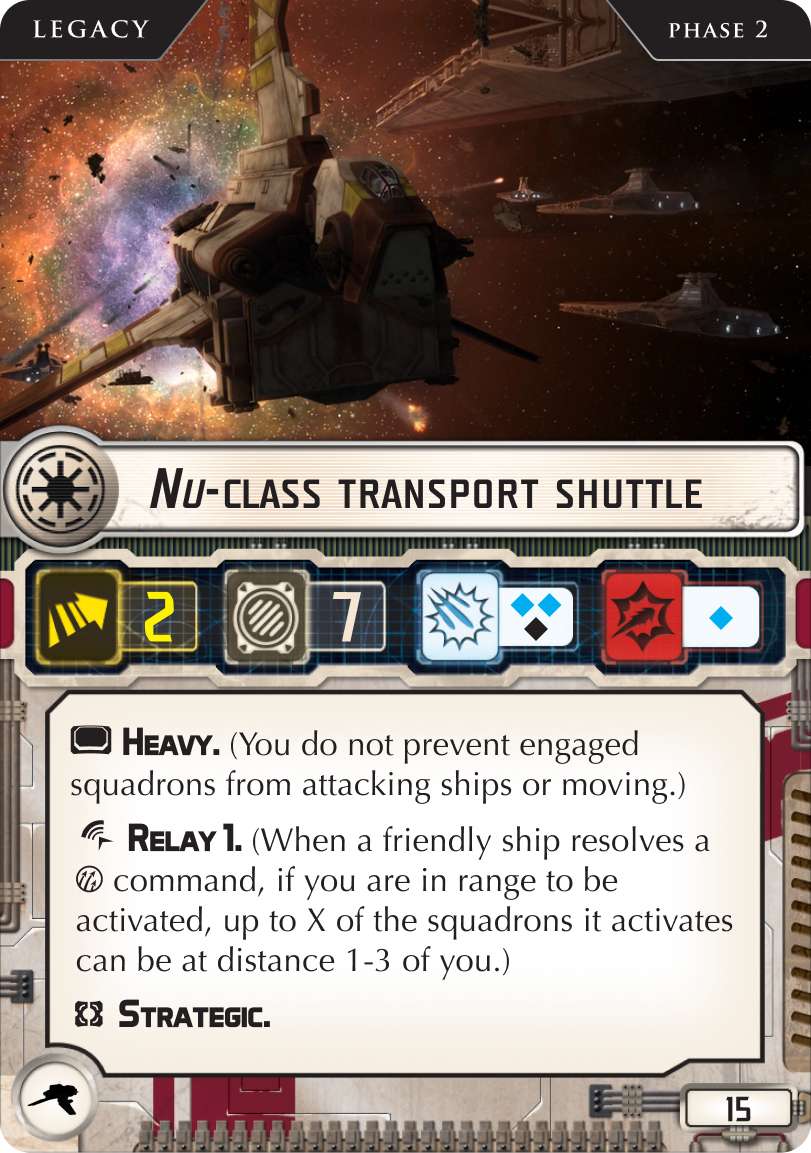 LEGACY
PHASE 2
NU-CLASS TRANSPORT SHUTTLE
2
7
HEAVY. (You do not prevent engaged
squadrons from attacking ships or moving.)
RELAY 1. (When a friendly ship resolves a
command, if you are in range to be
activated, up to X of the squadrons it activates
can be at distance 1-3 of you.)
STRATEGIC.
15